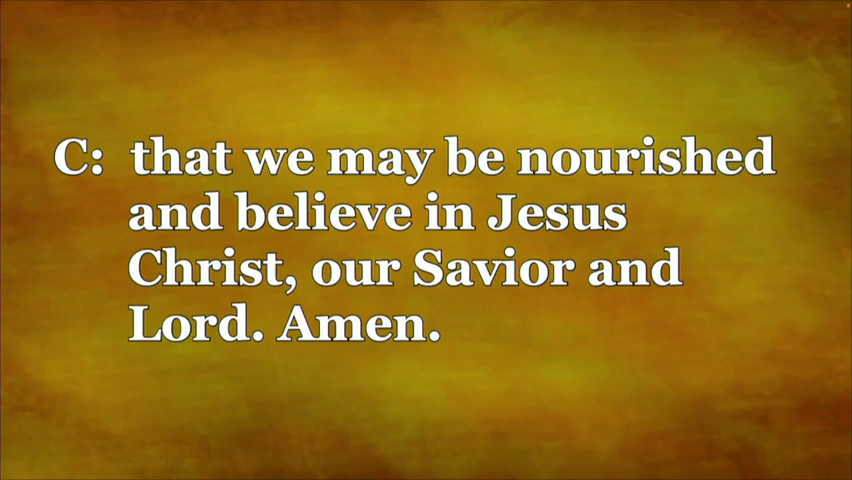 C: that we may be nourished
and believe in Jesus
Christ, our Savior and
Lord. Amen.